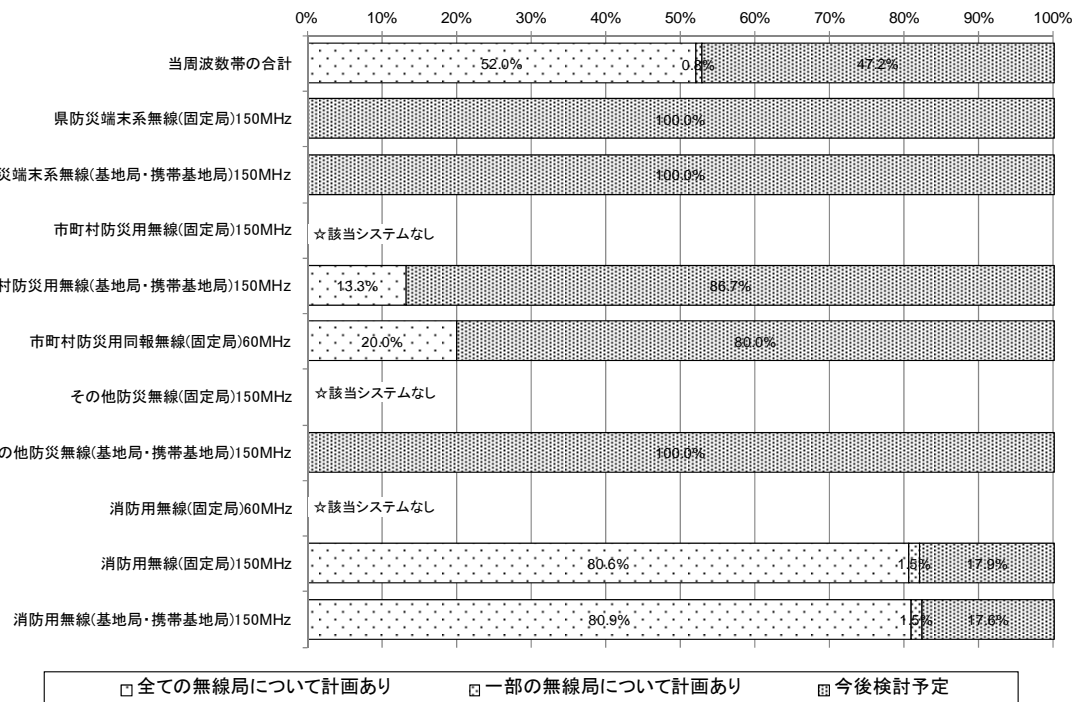 0% 10% 20% 30% 40% 50% 60% 70% 80% 90% 100%
当周波数帯の合計 52.0% 0.8% 47.2%
県防災端末系無線(固定局)150MHz 100.0%
災端末系無線(基地局・携帯基地局)150MHz 100.0%
市町村防災用無線(固定局)150MHz ☆該当システムなし
村防災用無線(基地局・携帯基地局)150MHz 13.3% 86.7%
市町村防災用同報無線(固定局)60MHz 20.0% 80.0%
その他防災無線(固定局)150MHz ☆該当システムなし
の他防災無線(基地局・携帯基地局)150MHz 100.0%
消防用無線(固定局)60MHz ☆該当システムなし
消防用無線(固定局)150MHz 80.6% 1.5% 17.9%
消防用無線(基地局・携帯基地局)150MHz 80.9% 1.5% 17.6%
全ての無線局について計画あり 一部の無線局について計画あり 今後検討予定